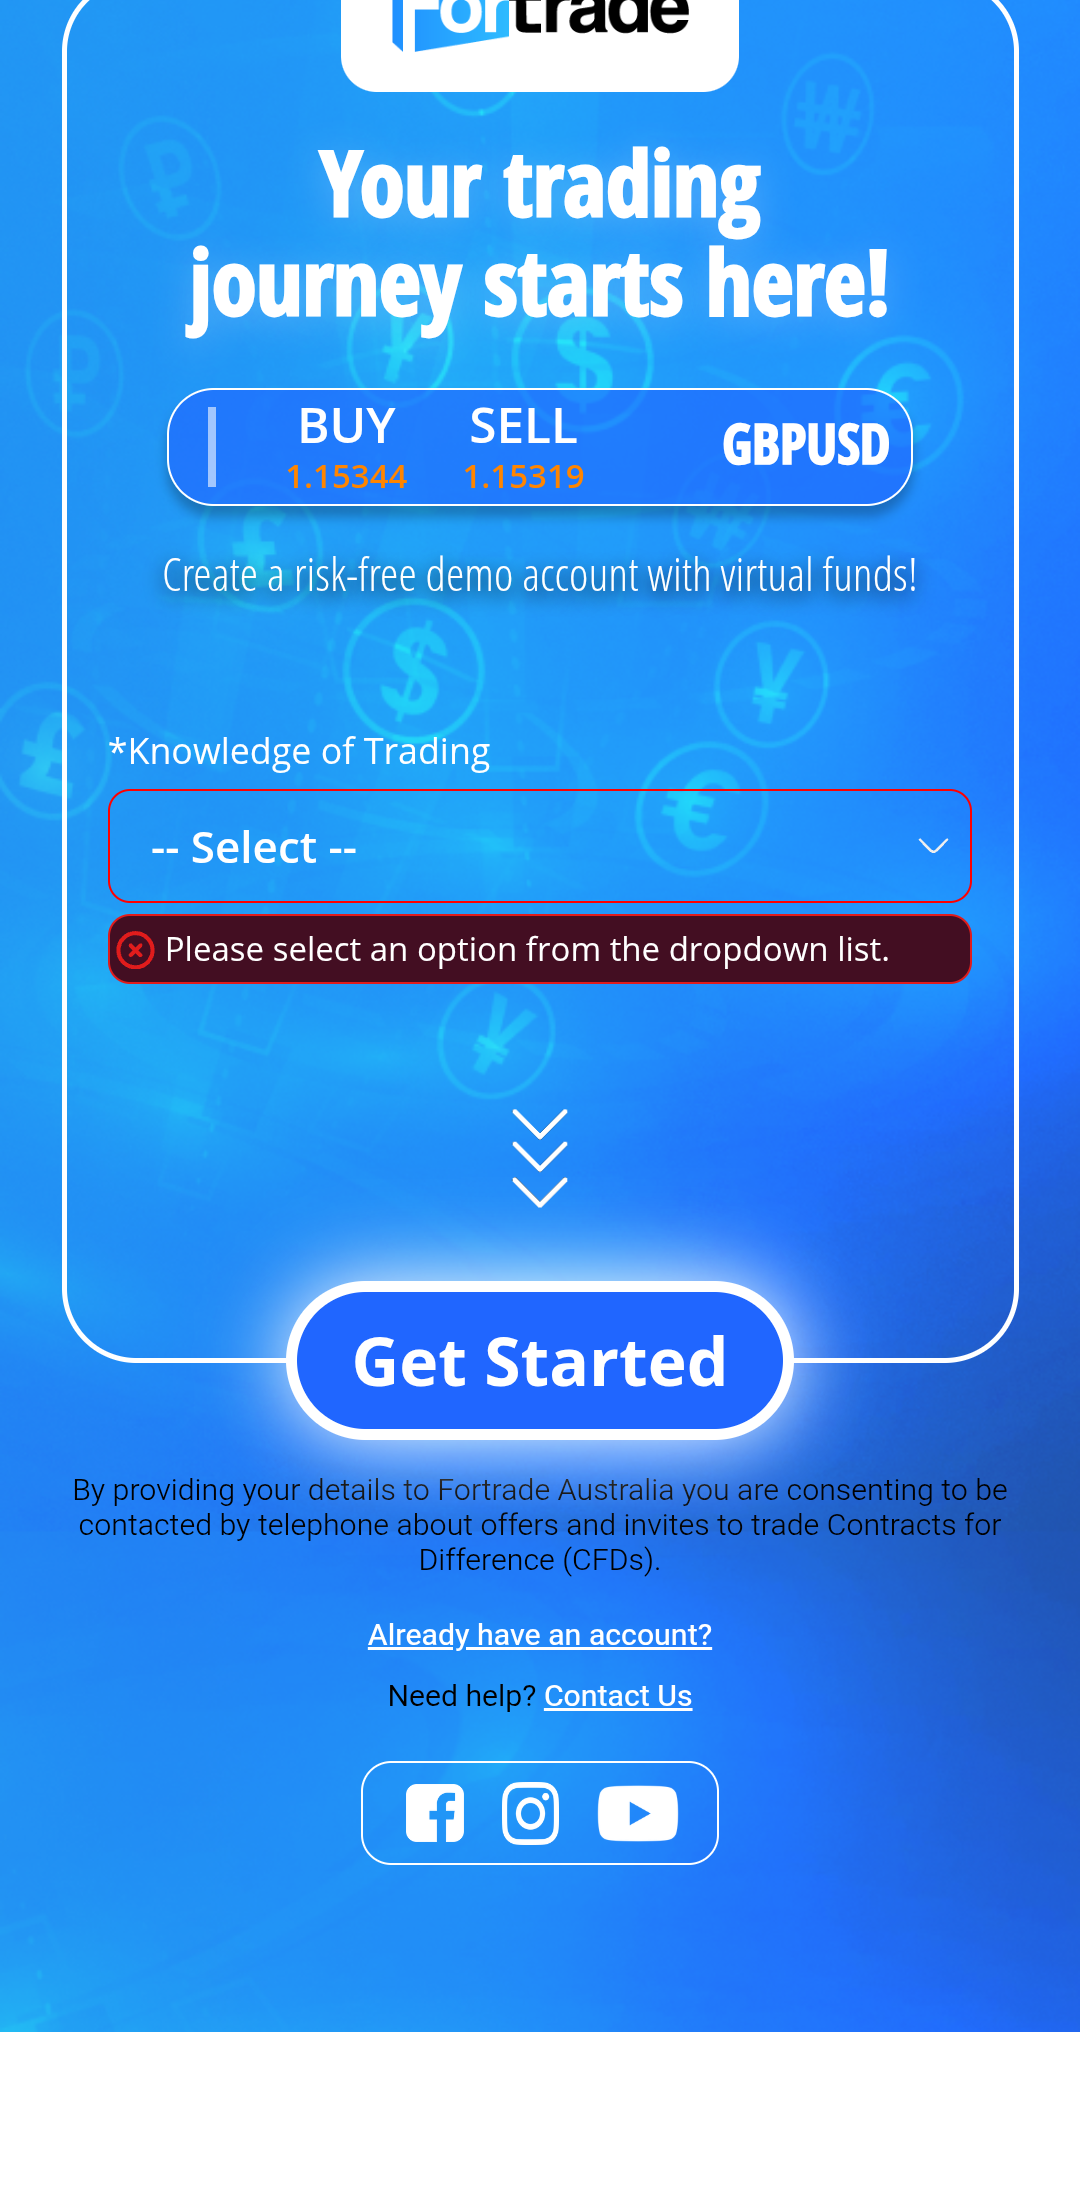 Fortrade
Your trading
journey starts here!
BUY SELL
1.15344 1.15319
GBPUSD
Create a risk-free demo account with virtual funds!
*Knowledge of Trading
-- Select --
Please select an option from the dropdown list.
Get Started
By providing your details to Fortrade Australia you are consenting to be
contacted by telephone about offers and invites to trade Contracts for
Difference (CFDs).
Already have an account?
Need help? Contact Us